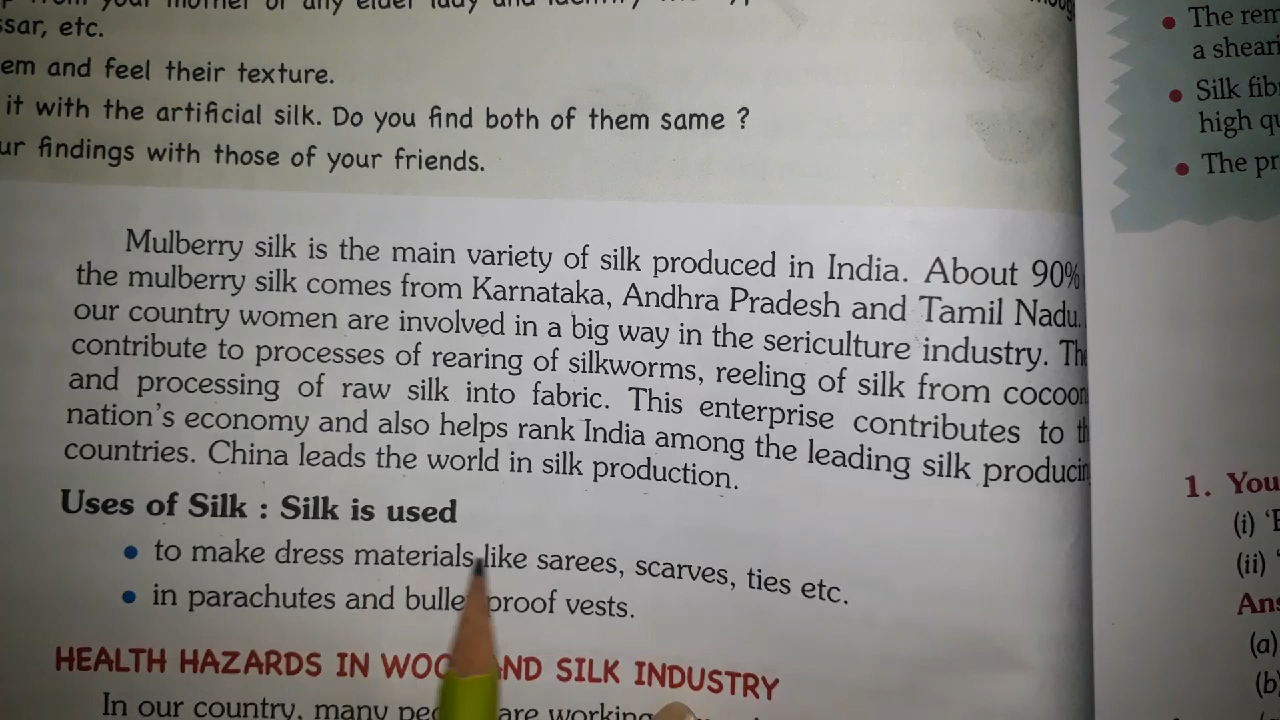 ssar, etc.
em and feel their texture.
it with the artificial silk. Do you find both of them same ?
ur findings with those of your friends.
Mulberry silk is the main variety of silk produced in India. About 90%
the mulberry silk comes from Karnataka, Andhra Pradesh and Tamil Nadu.
our country women are involved in a big way in the sericulture industry. Th
contribute to processes of rearing of silkworms, reeling of silk from cocoon
and processing of raw silk into fabric. This enterprise contributes to th
nation's economy and also helps rank India among the leading silk producin
countries. China leads the world in silk production.
Uses of Silk : Silk is used
to make dress materials like sarees, scarves, ties etc.
in parachutes and bulle proof vests.
HEALTH HAZARDS IN WOO AND SILK INDUSTRY
In our country, many are working
The rem
a sheari
Silk fib
high qu
The pr
1. You
(i)
(ii)
Ans
(a)
(b)